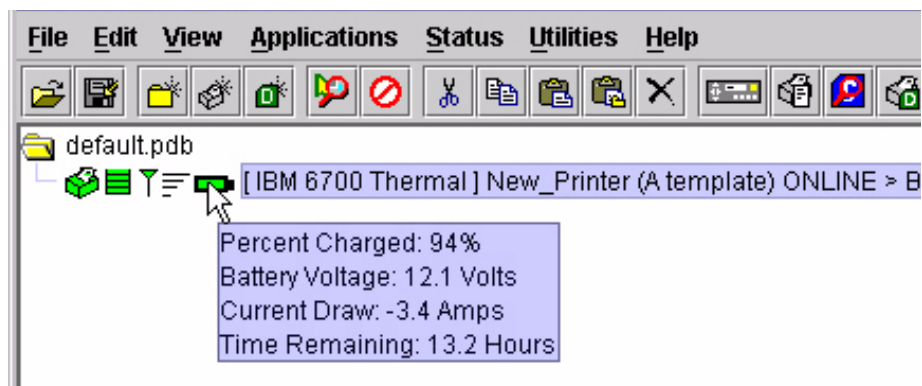 File Edit View Applications Status Utilities Help
default.pdb
[ IBM 6700 Thermal ] New_Printer (A template) ONLINE > B
Percent Charged: 94%
Battery Voltage: 12.1 Volts
Current Draw: -3.4 Amps
Time Remaining: 13.2 Hours